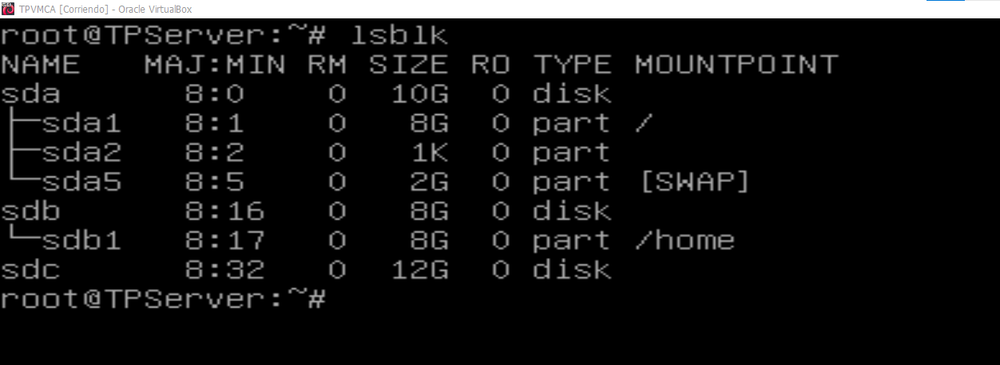 TPVMCA [Corriendo] - Oracle VirtualBox
root@TPServer:~# lsblk
NAME   MAJ:MIN RM  SIZE RO TYPE MOUNTPOINT
sda      8:0    0   10G  0 disk
├─sda1   8:1    0    8G  0 part /
├─sda2   8:2    0    1K  0 part
└─sda5   8:5    0    2G  0 part [SWAP]
sdb      8:16   0    8G  0 disk
└─sdb1   8:17   0    8G  0 part /home
sdc      8:32   0   12G  0 disk
root@TPServer:~#